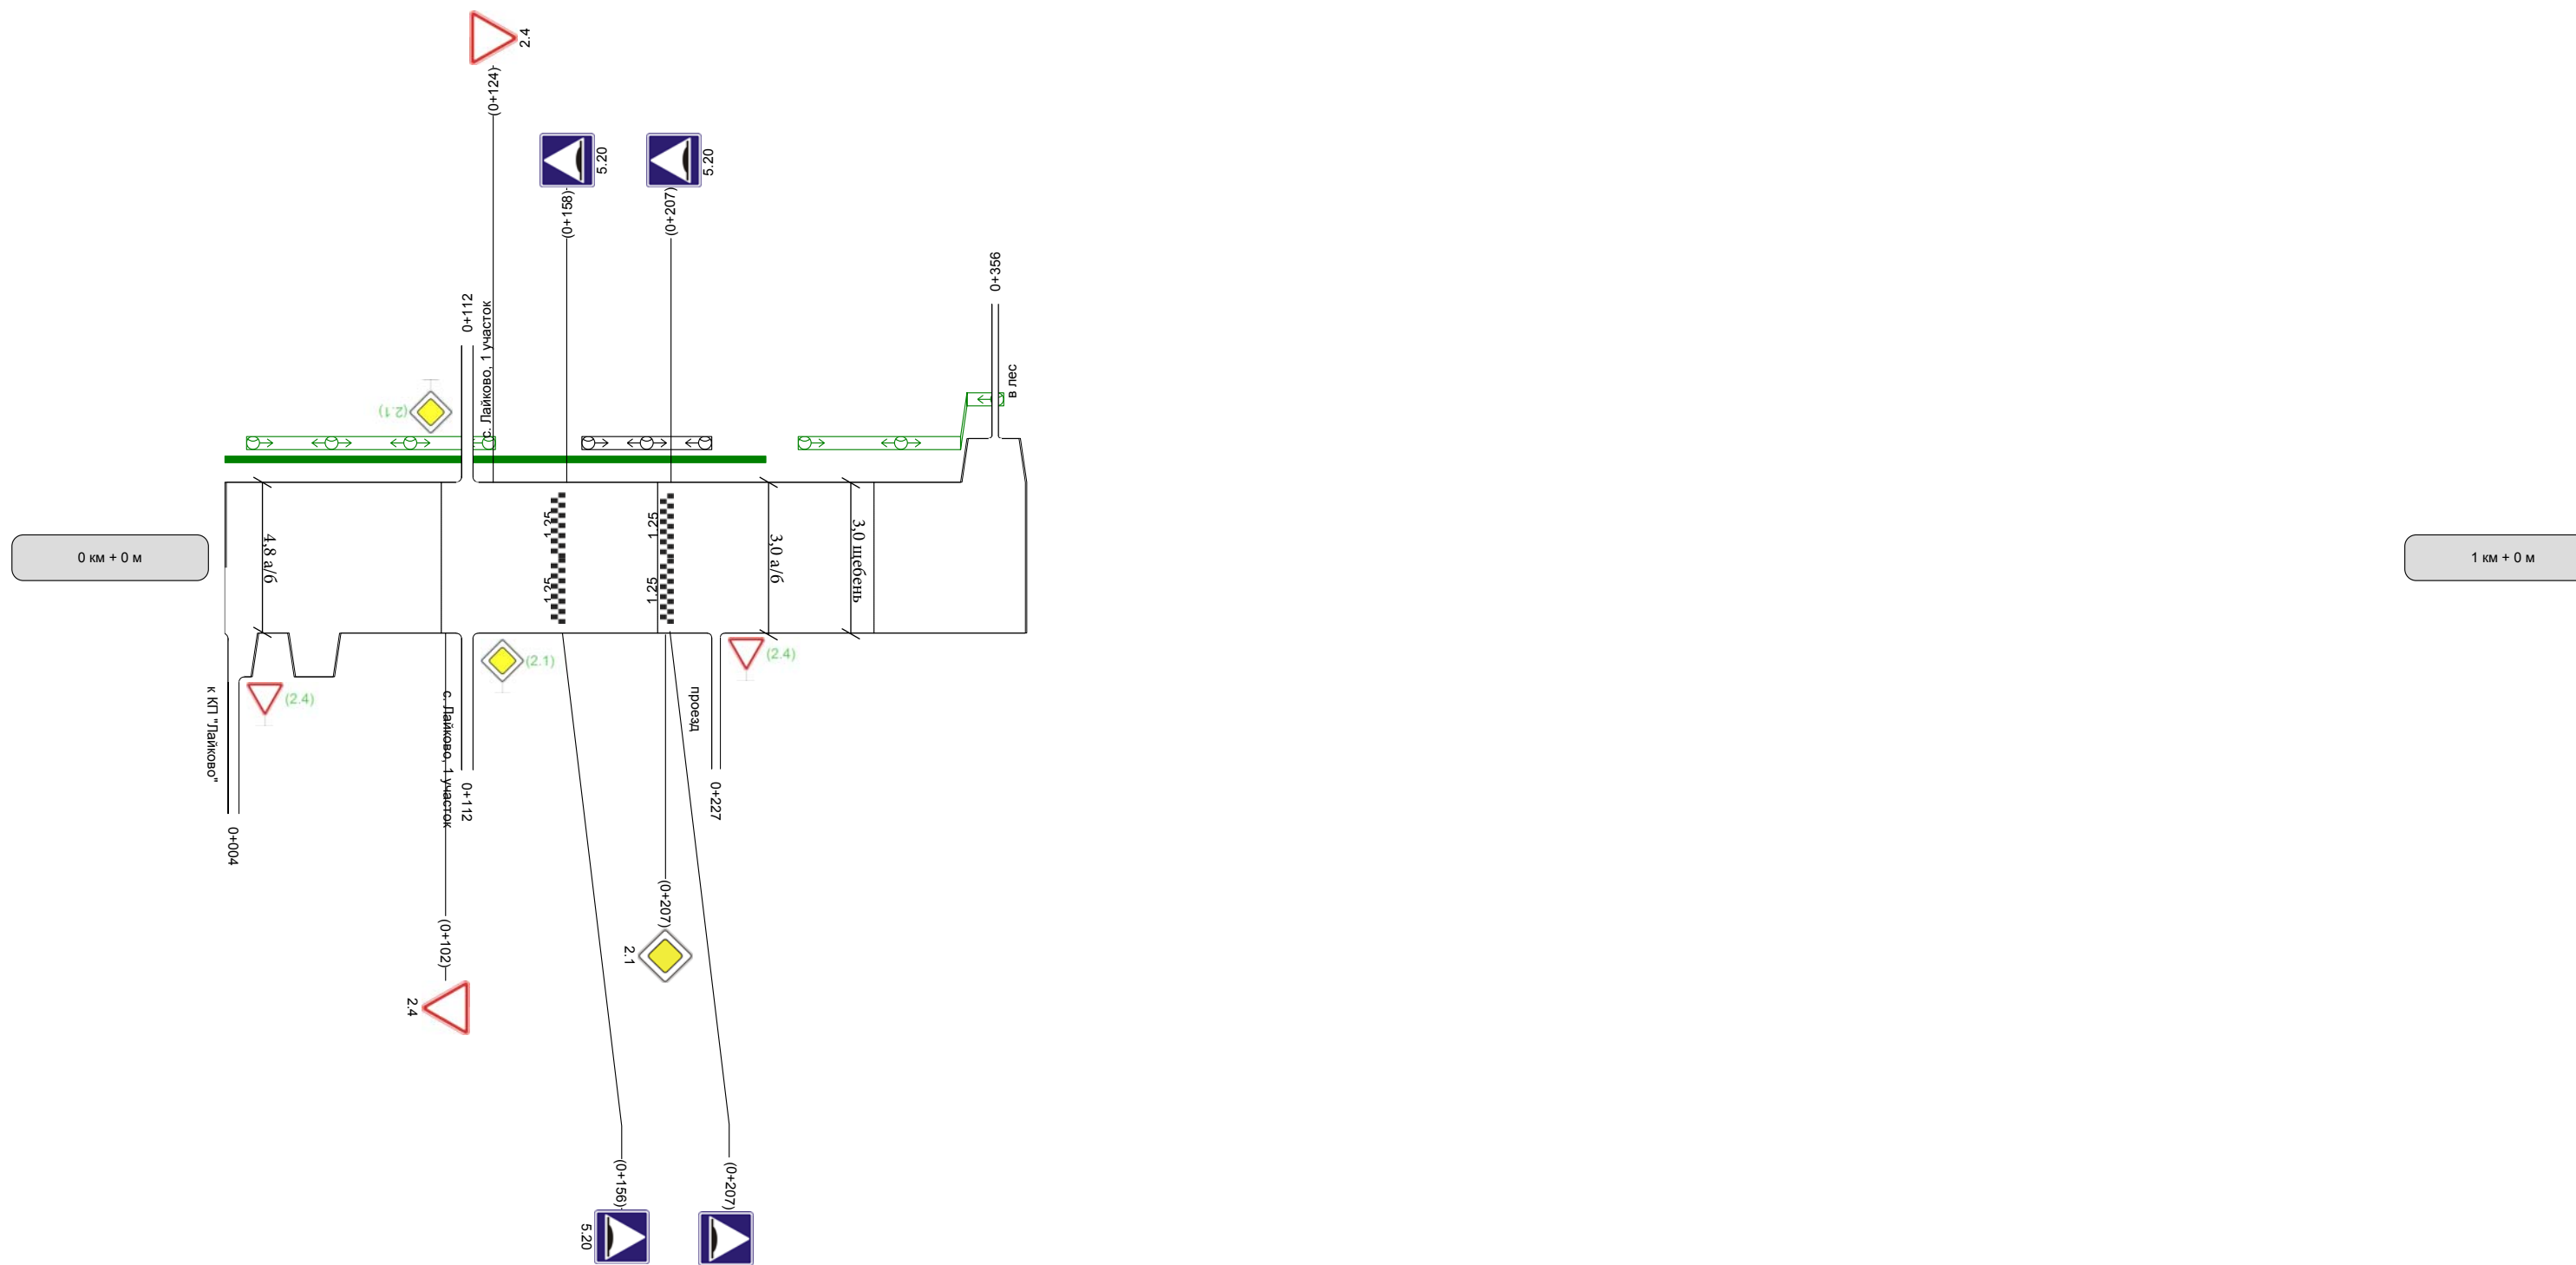 2.4
(0+124)
5.20
5.20
(0+158)
(0+207)
0+356
0+112
с. Лайково, 1 участок
в лес
(2.1)
1.25
1.25
1.25
1.25
4,8 а/б
3,0 а/б
3,0 щебень
0 км + 0 м
1 км + 0 м
(2.1)
(2.4)
(2.4)
к КП "Лайково"
с. Лайково, 1 участок
проезд
0+112
0+227
0+004
(0+207)
(0+102)
2.1
2.4
(0+156)
(0+207)
5.20